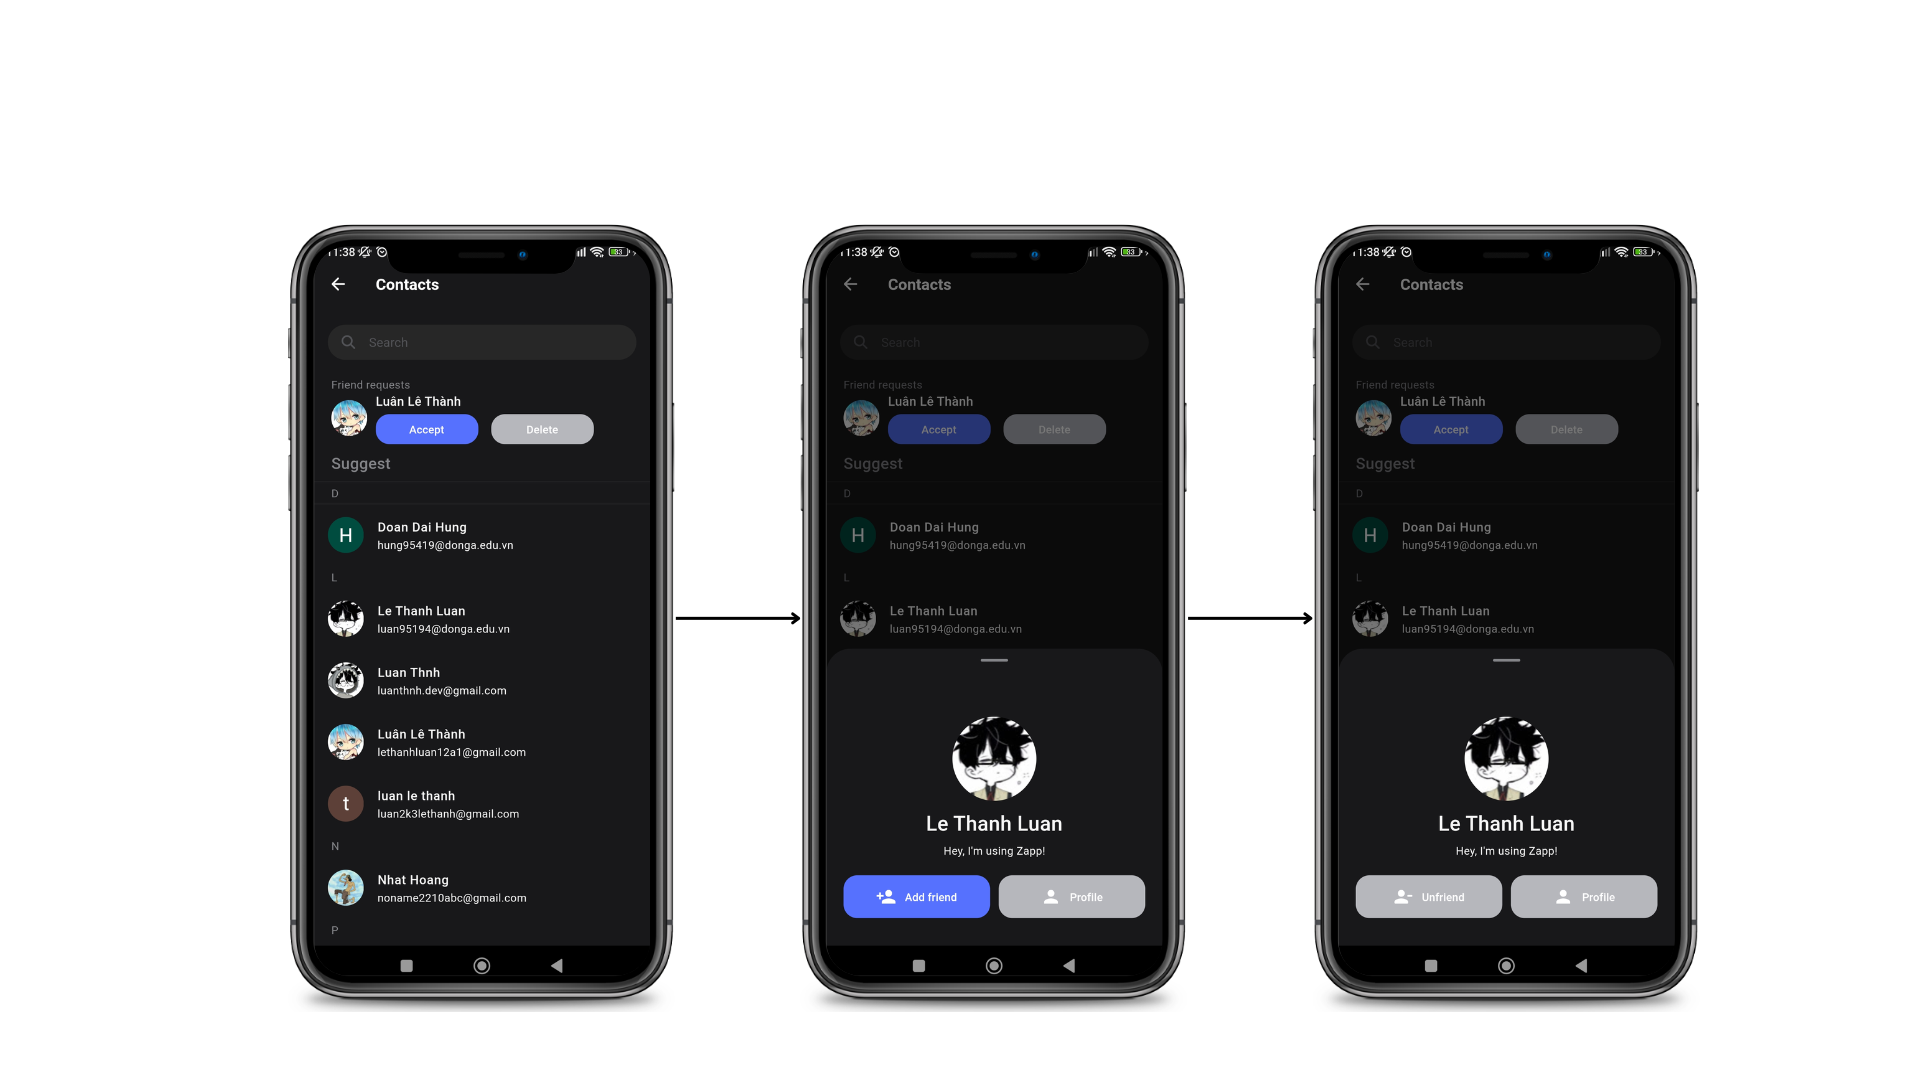 1:38
83
Contacts
Search
Friend requests
Luân Lê Thành
Accept
Delete
Suggest
D
H
Doan Dai Hung
hung95419@donga.edu.vn
L
Le Thanh Luan
luan95194@donga.edu.vn
Luan Thnh
luanthnh.dev@gmail.com
Luân Lê Thành
lethanhluan12a1@gmail.com
t
luan le thanh
luan2k3lethanh@gmail.com
N
Nhat Hoang
noname2210abc@gmail.com
P
1:38
83
Contacts
Search
Friend requests
Luân Lê Thành
Accept
Delete
Suggest
D
H
Doan Dai Hung
hung95419@donga.edu.vn
L
Le Thanh Luan
luan95194@donga.edu.vn
Le Thanh Luan
Hey, I'm using Zapp!
Add friend
Profile
1:38
83
Contacts
Search
Friend requests
Luân Lê Thành
Accept
Delete
Suggest
D
H
Doan Dai Hung
hung95419@donga.edu.vn
L
Le Thanh Luan
luan95194@donga.edu.vn
Le Thanh Luan
Hey, I'm using Zapp!
Unfriend
Profile